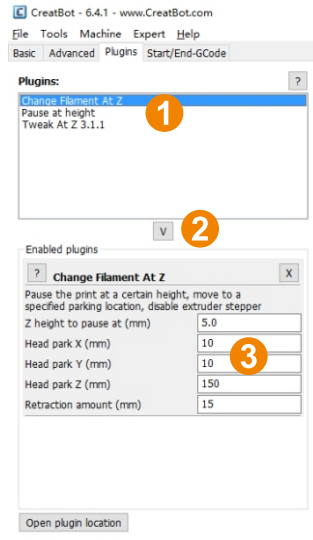 CreatBot - 6.4.1 - www.CreatBot.com
File Tools Machine Expert Help
Basic Advanced Plugins Start/End-GCode
Plugins: ?
Change Filament At Z
Pause at height
Tweak At Z 3.1.1
1
V 2
Enabled plugins
? Change Filament At Z X
Pause the print at a certain height, move to a
specified parking location, disable extruder stepper
Z height to pause at (mm) 5.0
Head park X (mm) 10
Head park Y (mm) 10
3
Head park Z (mm) 150
Retraction amount (mm) 15
Open plugin location